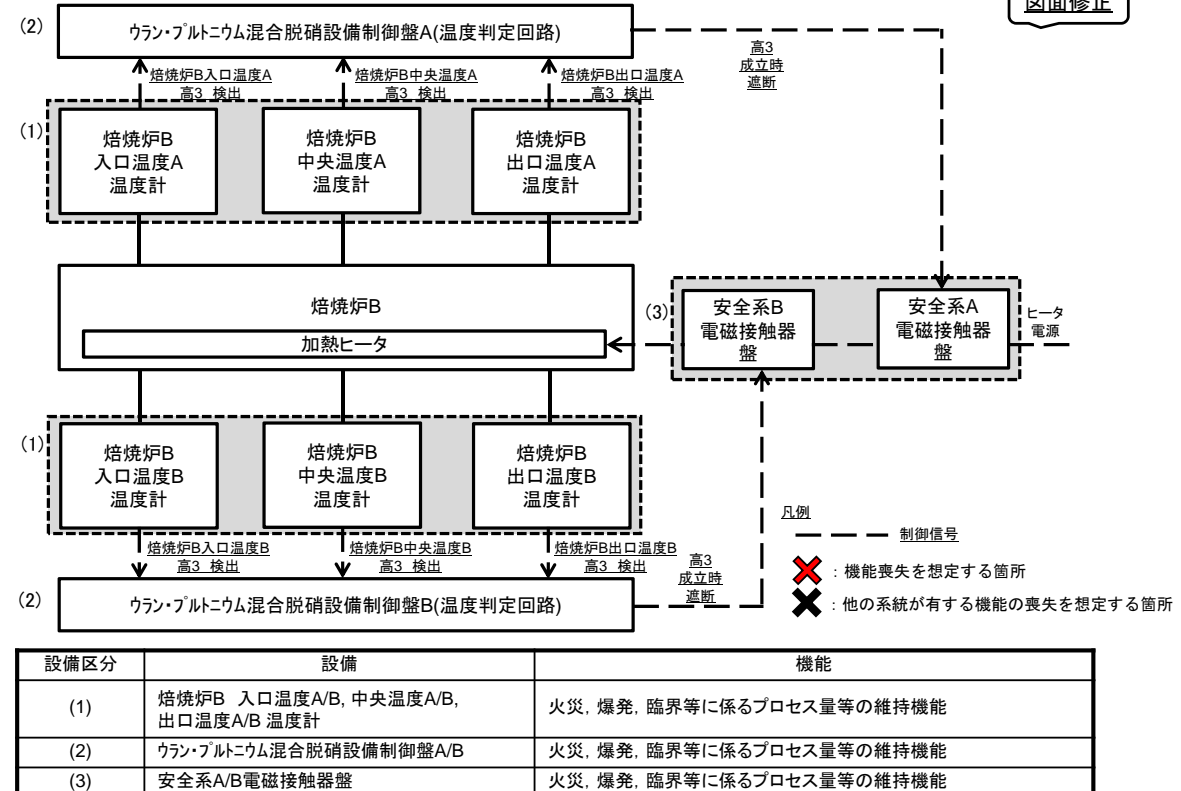 図面修正
(2)
ウラン・プルトニウム混合脱硝設備制御盤A(温度判定回路)
高3
成立時
遮断
焙焼炉B入口温度A
高3 検出
焙焼炉B中央温度A
高3 検出
焙焼炉B出口温度A
高3 検出
(1)
焙焼炉B
入口温度A
温度計
焙焼炉B
中央温度A
温度計
焙焼炉B
出口温度A
温度計
焙焼炉B
加熱ヒータ
(3)
安全系B
電磁接触器
盤
安全系A
電磁接触器
盤
ヒータ
電源
(1)
焙焼炉B
入口温度B
温度計
焙焼炉B
中央温度B
温度計
焙焼炉B
出口温度B
温度計
焙焼炉B入口温度B
高3 検出
焙焼炉B中央温度B
高3 検出
焙焼炉B出口温度B
高3 検出
高3
成立時
遮断
(2)
ウラン・プルトニウム混合脱硝設備制御盤B(温度判定回路)
凡例
制御信号
:機能喪失を想定する箇所
:他の系統が有する機能の喪失を想定する箇所
設備区分 設備 機能
(1) 焙焼炉B 入口温度A/B, 中央温度A/B,
出口温度A/B 温度計 火災, 爆発, 臨界等に係るプロセス量等の維持機能
(2) ウラン・プルトニウム混合脱硝設備制御盤A/B 火災, 爆発, 臨界等に係るプロセス量等の維持機能
(3) 安全系A/B電磁接触器盤 火災, 爆発, 臨界等に係るプロセス量等の維持機能